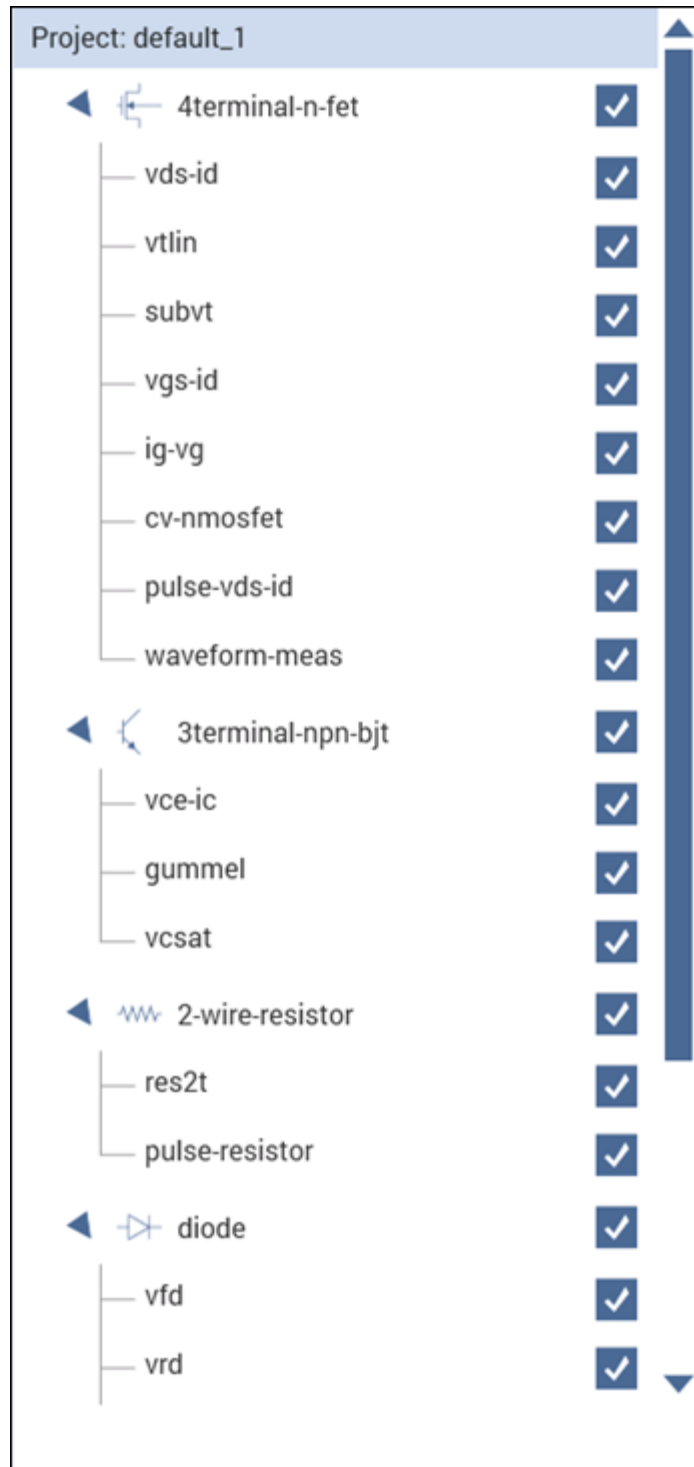 Project: default_1
4terminal-n-fet
vds-id
vtlin
subvt
vgs-id
ig-vg
cv-nmosfet
pulse-vds-id
waveform-meas
3terminal-npn-bjt
vce-ic
gummel
vcsat
2-wire-resistor
res2t
pulse-resistor
diode
vfd
vrd